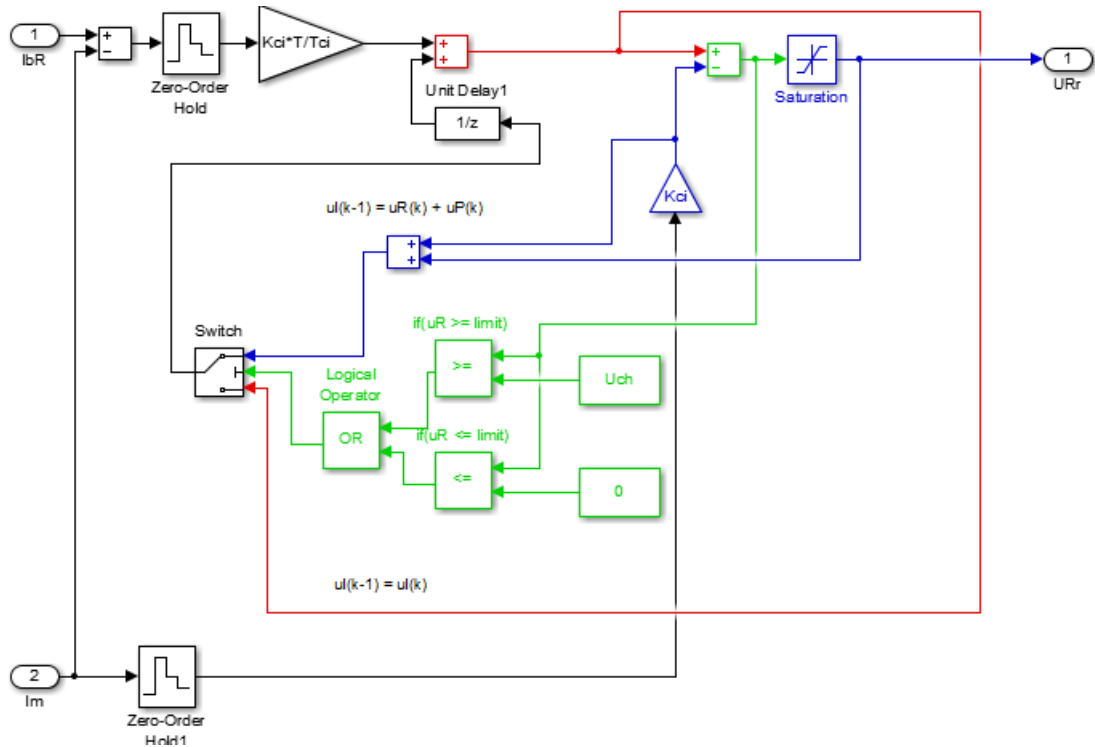 1
IbR
+
−
Zero-Order
Hold
Kci*T/Tci
+
+
Unit Delay1
1/z
+
−
Saturation
1
URr
Kci
uI(k-1) = uR(k) + uP(k)
+
+
Switch
if(uR >= limit)
>=
Uch
Logical
Operator
OR
if(uR <= limit)
<=
0
uI(k-1) = uI(k)
2
Im
Zero-Order
Hold1